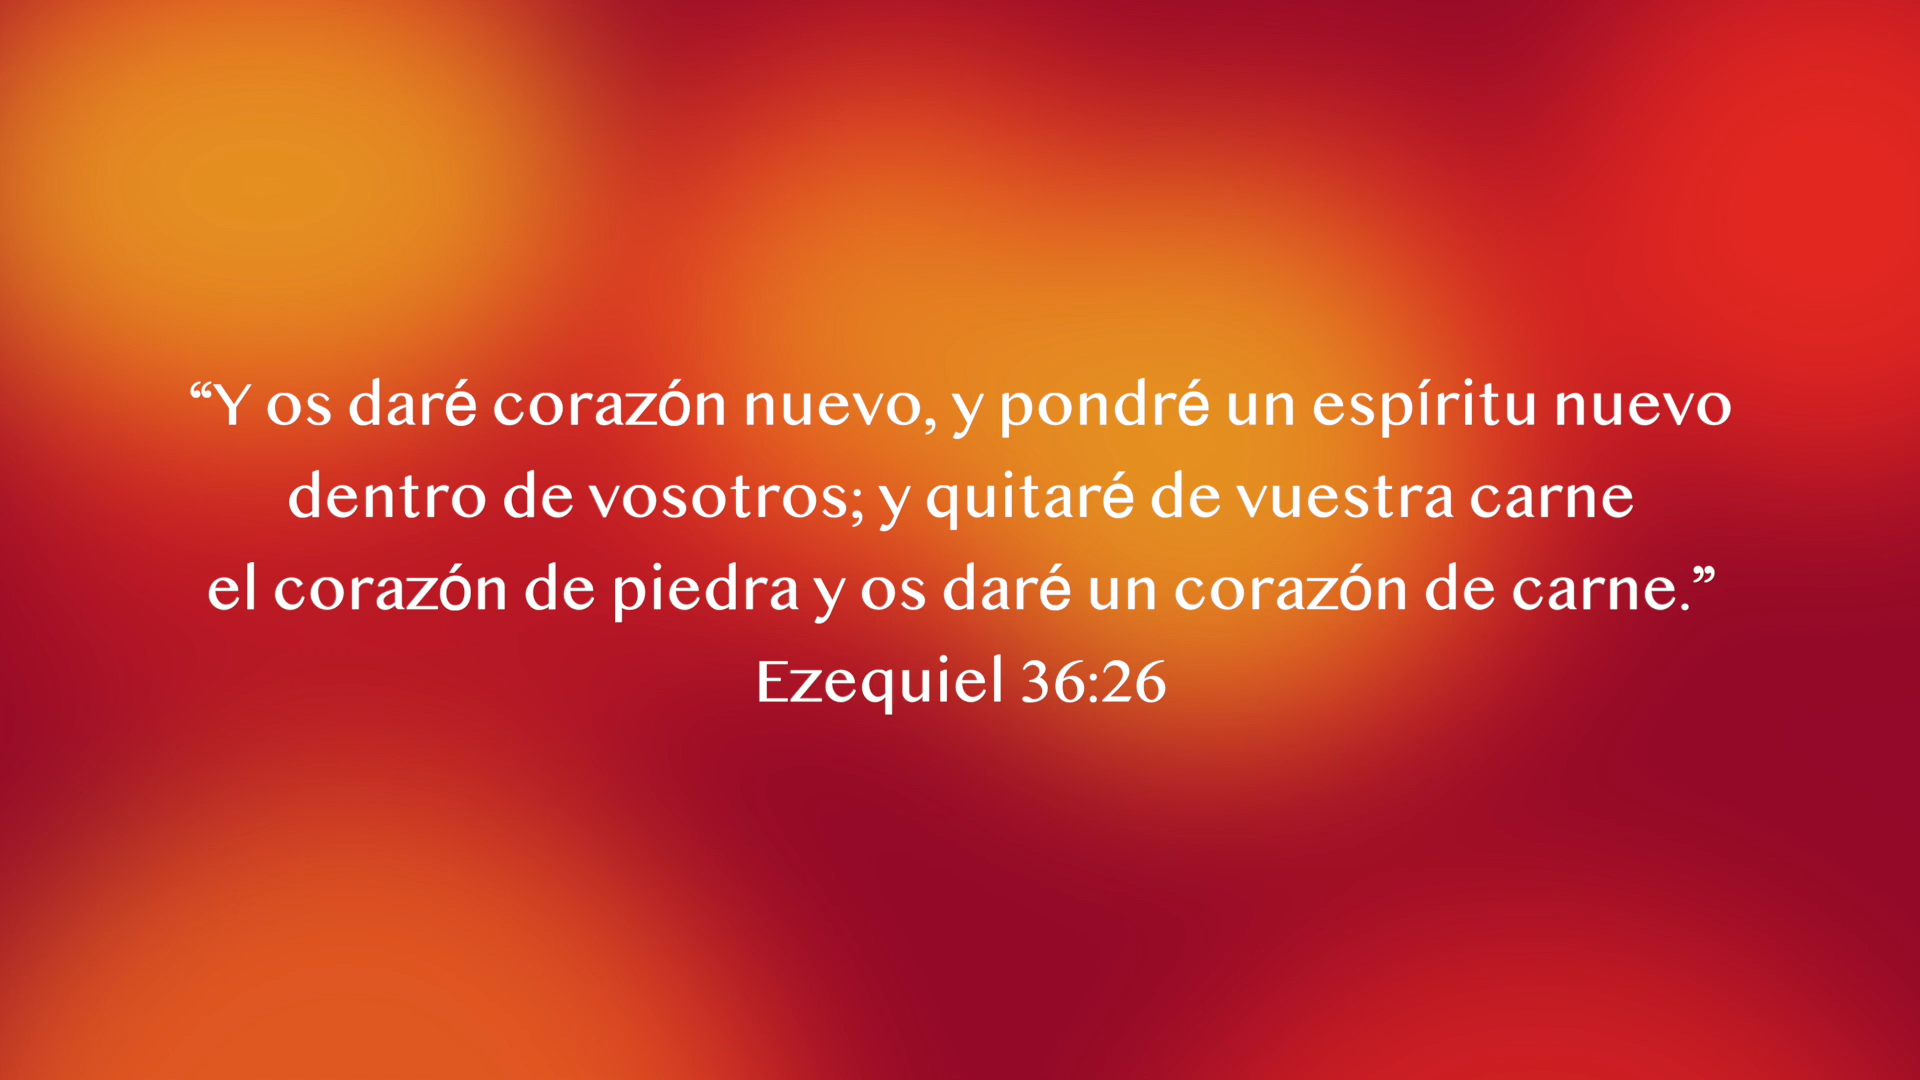 “Y os daré corazón nuevo, y pondré un espíritu nuevo
dentro de vosotros; y quitaré de vuestra carne
el corazón de piedra y os daré un corazón de carne.”
Ezequiel 36:26